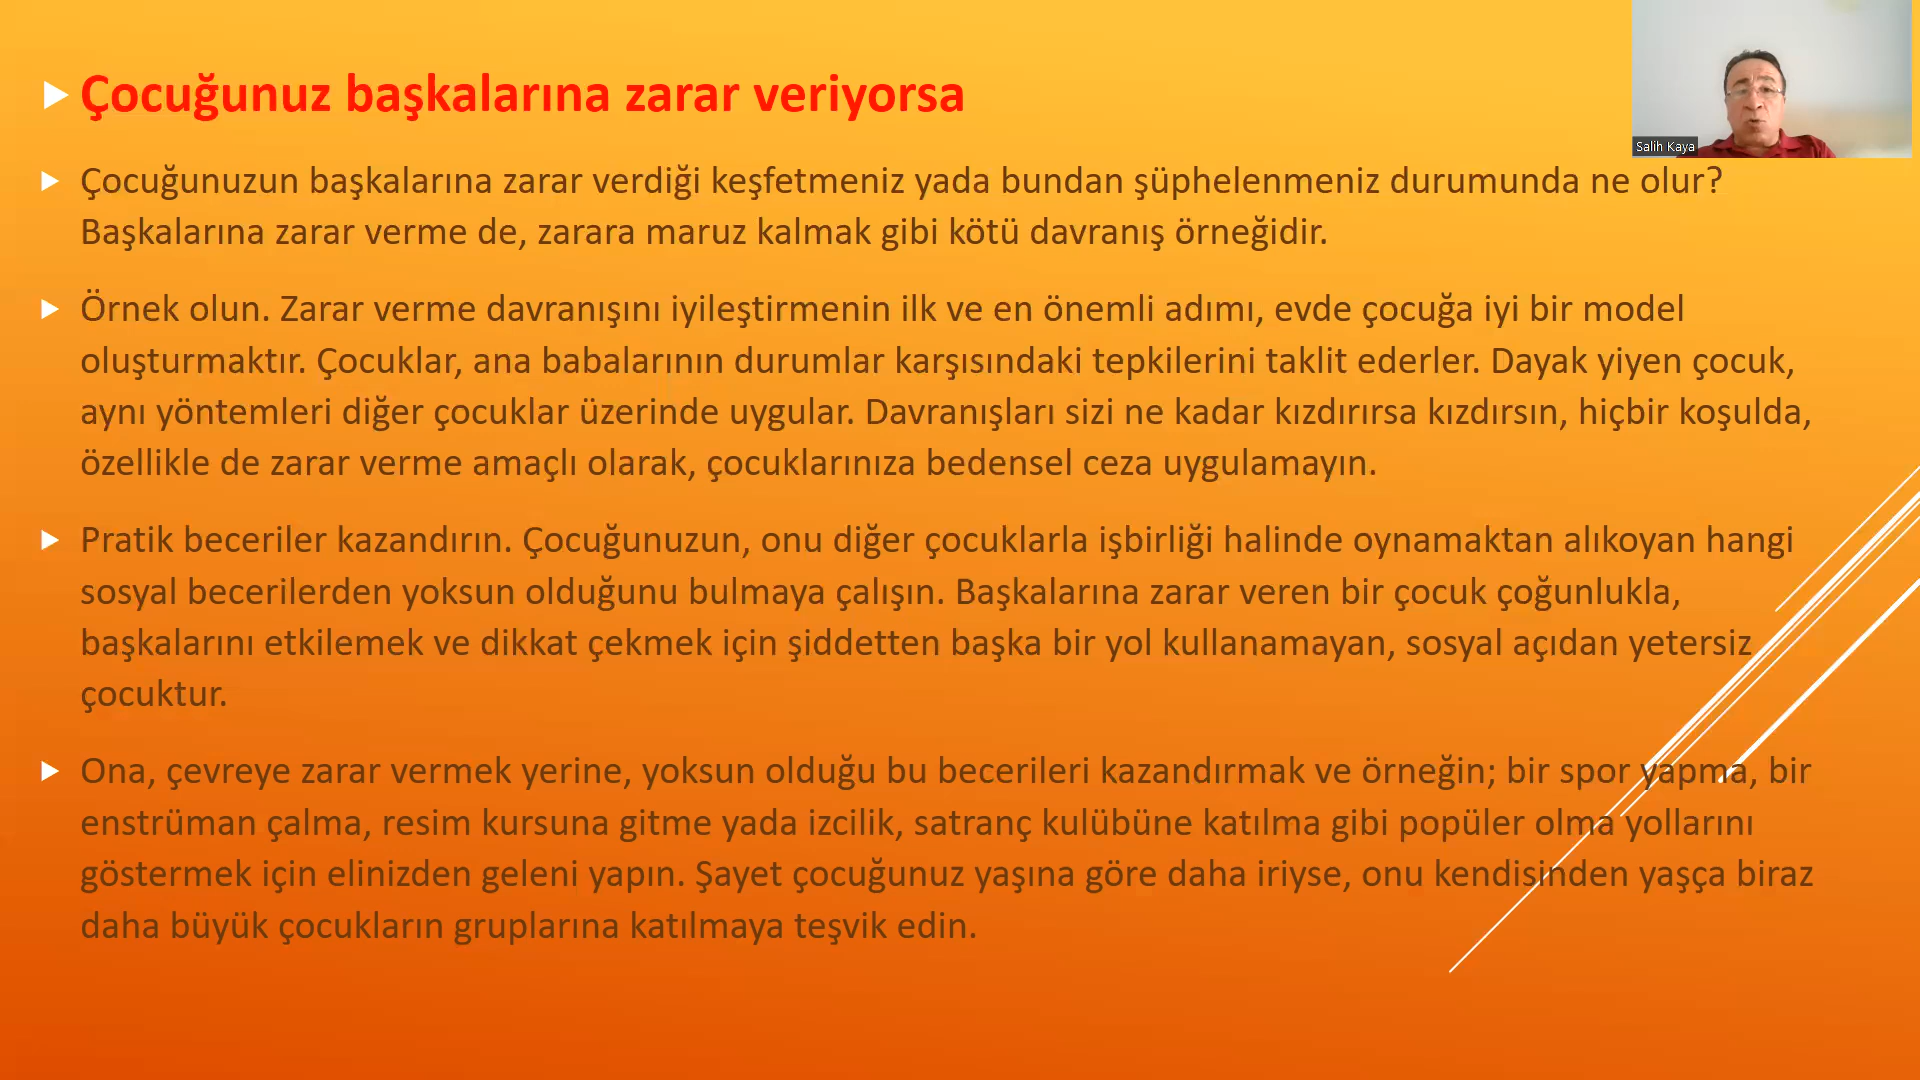 Çocuğunuz başkalarına zarar veriyorsa
Salih Kaya
Çocuğunuzun başkalarına zarar verdiği keşfetmeniz yada bundan şüphelenmeniz durumunda ne olur?
Başkalarına zarar verme de, zarara maruz kalmak gibi kötü davranış örneğidir.
Örnek olun. Zarar verme davranışını iyileştirmenin ilk ve en önemli adımı, evde çocuğa iyi bir model
oluşturmaktır. Çocuklar, ana babalarının durumlar karşısındaki tepkilerini taklit ederler. Dayak yiyen çocuk,
aynı yöntemleri diğer çocuklar üzerinde uygular. Davranışları sizi ne kadar kızdırırsa kızdırsın, hiçbir koşulda,
özellikle de zarar verme amaçlı olarak, çocuklarınıza bedensel ceza uygulamayın.
Pratik beceriler kazandırın. Çocuğunuzun, onu diğer çocuklarla işbirliği halinde oynamaktan alıkoyan hangi
sosyal becerilerden yoksun olduğunu bulmaya çalışın. Başkalarına zarar veren bir çocuk çoğunlukla,
başkalarını etkilemek ve dikkat çekmek için şiddetten başka bir yol kullanamayan, sosyal açıdan yetersiz
çocuktur.
Ona, çevreye zarar vermek yerine, yoksun olduğu bu becerileri kazandırmak ve örneğin; bir spor yapma, bir
enstrüman çalma, resim kursuna gitme yada izcilik, satranç kulübüne katılma gibi popüler olma yollarını
göstermek için elinizden geleni yapın. Şayet çocuğunuz yaşına göre daha iriyse, onu kendisinden yaşça biraz
daha büyük çocukların gruplarına katılmaya teşvik edin.